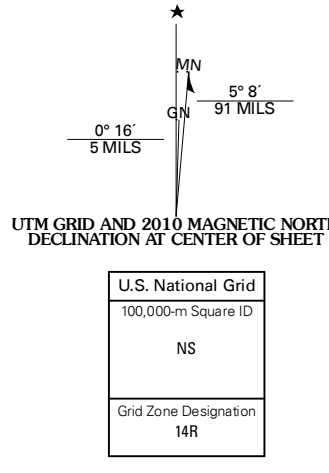 MN
GN
5° 8´
91 MILS
0° 16´
5 MILS
UTM GRID AND 2010 MAGNETIC NORTH
DECLINATION AT CENTER OF SHEET
U.S. National Grid
100,000-m Square ID
NS
Grid Zone Designation
14R